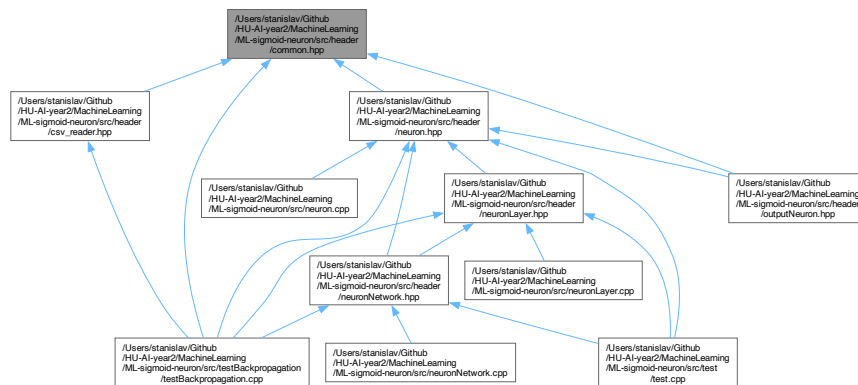 /Users/stanislav/Github
/HU-AI-year2/MachineLearning
/ML-sigmoid-neuron/src/header
/common.hpp
/Users/stanislav/Github
/HU-AI-year2/MachineLearning
/ML-sigmoid-neuron/src/header
/csv_reader.hpp
/Users/stanislav/Github
/HU-AI-year2/MachineLearning
/ML-sigmoid-neuron/src/header
/neuron.hpp
/Users/stanislav/Github
/HU-AI-year2/MachineLearning
/ML-sigmoid-neuron/src/neuron.cpp
/Users/stanislav/Github
/HU-AI-year2/MachineLearning
/ML-sigmoid-neuron/src/header
/neuronLayer.hpp
/Users/stanislav/Github
/HU-AI-year2/MachineLearning
/ML-sigmoid-neuron/src/header
/outputNeuron.hpp
/Users/stanislav/Github
/HU-AI-year2/MachineLearning
/ML-sigmoid-neuron/src/header
/neuronNetwork.hpp
/Users/stanislav/Github
/HU-AI-year2/MachineLearning
/ML-sigmoid-neuron/src/neuronLayer.cpp
/Users/stanislav/Github
/HU-AI-year2/MachineLearning
/ML-sigmoid-neuron/src/testBackpropagation
/testBackpropagation.cpp
/Users/stanislav/Github
/HU-AI-year2/MachineLearning
/ML-sigmoid-neuron/src/neuronNetwork.cpp
/Users/stanislav/Github
/HU-AI-year2/MachineLearning
/ML-sigmoid-neuron/src/test
/test.cpp